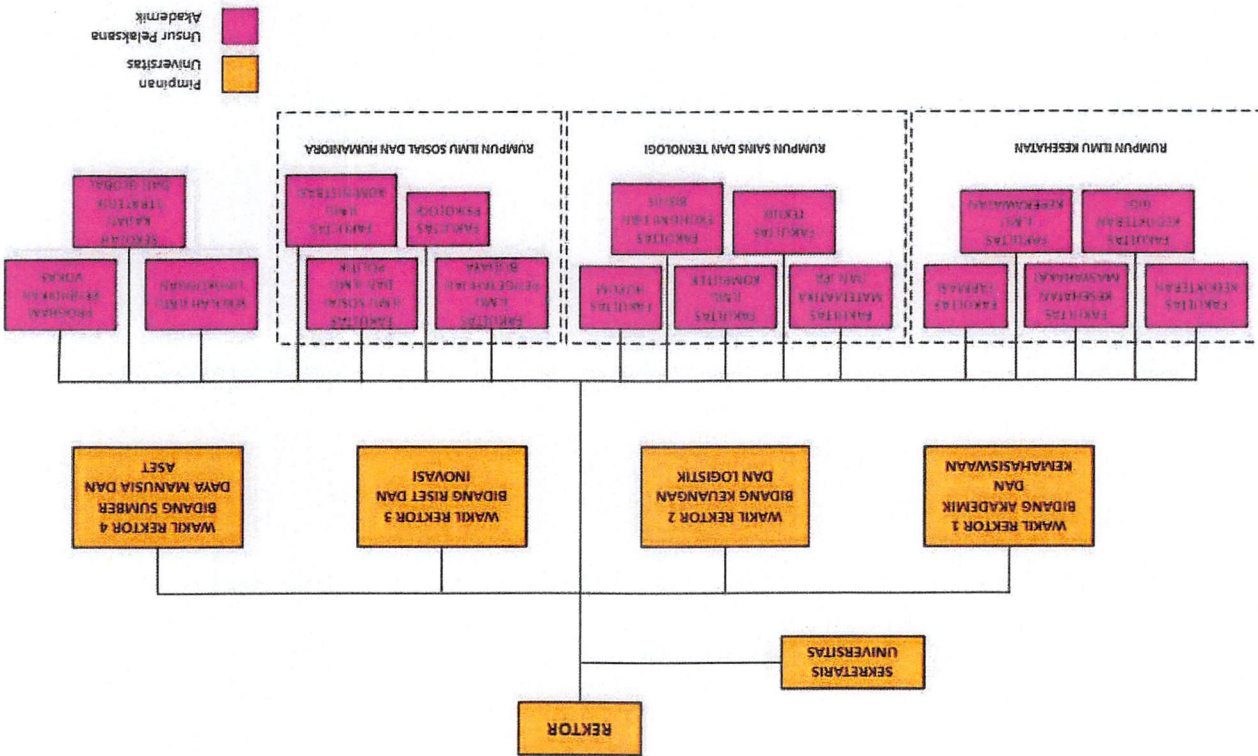 REKTOR
SEKRETARIS
UNIVERSITAS
WAKIL REKTOR 1
BIDANG AKADEMIK
DAN
KEMAHASISWAAN
WAKIL REKTOR 2
BIDANG KEUANGAN
DAN LOGISTIK
WAKIL REKTOR 3
BIDANG RISET DAN
INOVASI
WAKIL REKTOR 4
BIDANG SUMBER
DAYA MANUSIA DAN
ASET
FAKULTAS
KEDOKTERAN
FAKULTAS
KEDOKTERAN
GIGI
FAKULTAS
KESEHATAN
MASYARAKAT
FAKULTAS
ILMU
KEPERAWATAN
FAKULTAS
FARMASI
RUMPUN ILMU KESEHATAN
FAKULTAS
MATEMATIKA
DAN IPA
FAKULTAS
TEKNIK
FAKULTAS
ILMU
KOMPUTER
FAKULTAS
EKONOMI DAN
BISNIS
FAKULTAS
HUKUM
RUMPUN SAINS DAN TEKNOLOGI
FAKULTAS
ILMU
PENGETAHUAN
BUDAYA
FAKULTAS
PSIKOLOGI
FAKULTAS
ILMU SOSIAL
DAN ILMU
POLITIK
FAKULTAS
ILMU
ADMINISTRASI
RUMPUN ILMU SOSIAL DAN HUMANIORA
SEKOLAH ILMU
LINGKUNGAN
SEKOLAH
KAJIAN
STRATEGIK
DAN GLOBAL
PROGRAM
PENDIDIKAN
VOKASI
Pimpinan
Universitas
Unsur Pelaksana
Akademik